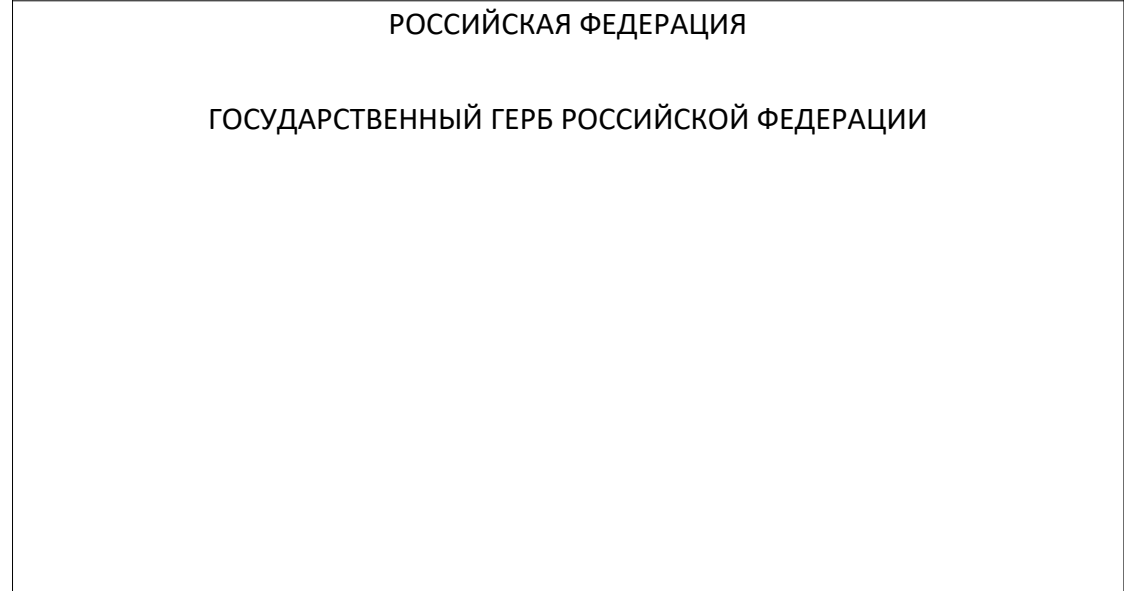 РОССИЙСКАЯ ФЕДЕРАЦИЯ
ГОСУДАРСТВЕННЫЙ ГЕРБ РОССИЙСКОЙ ФЕДЕРАЦИИ